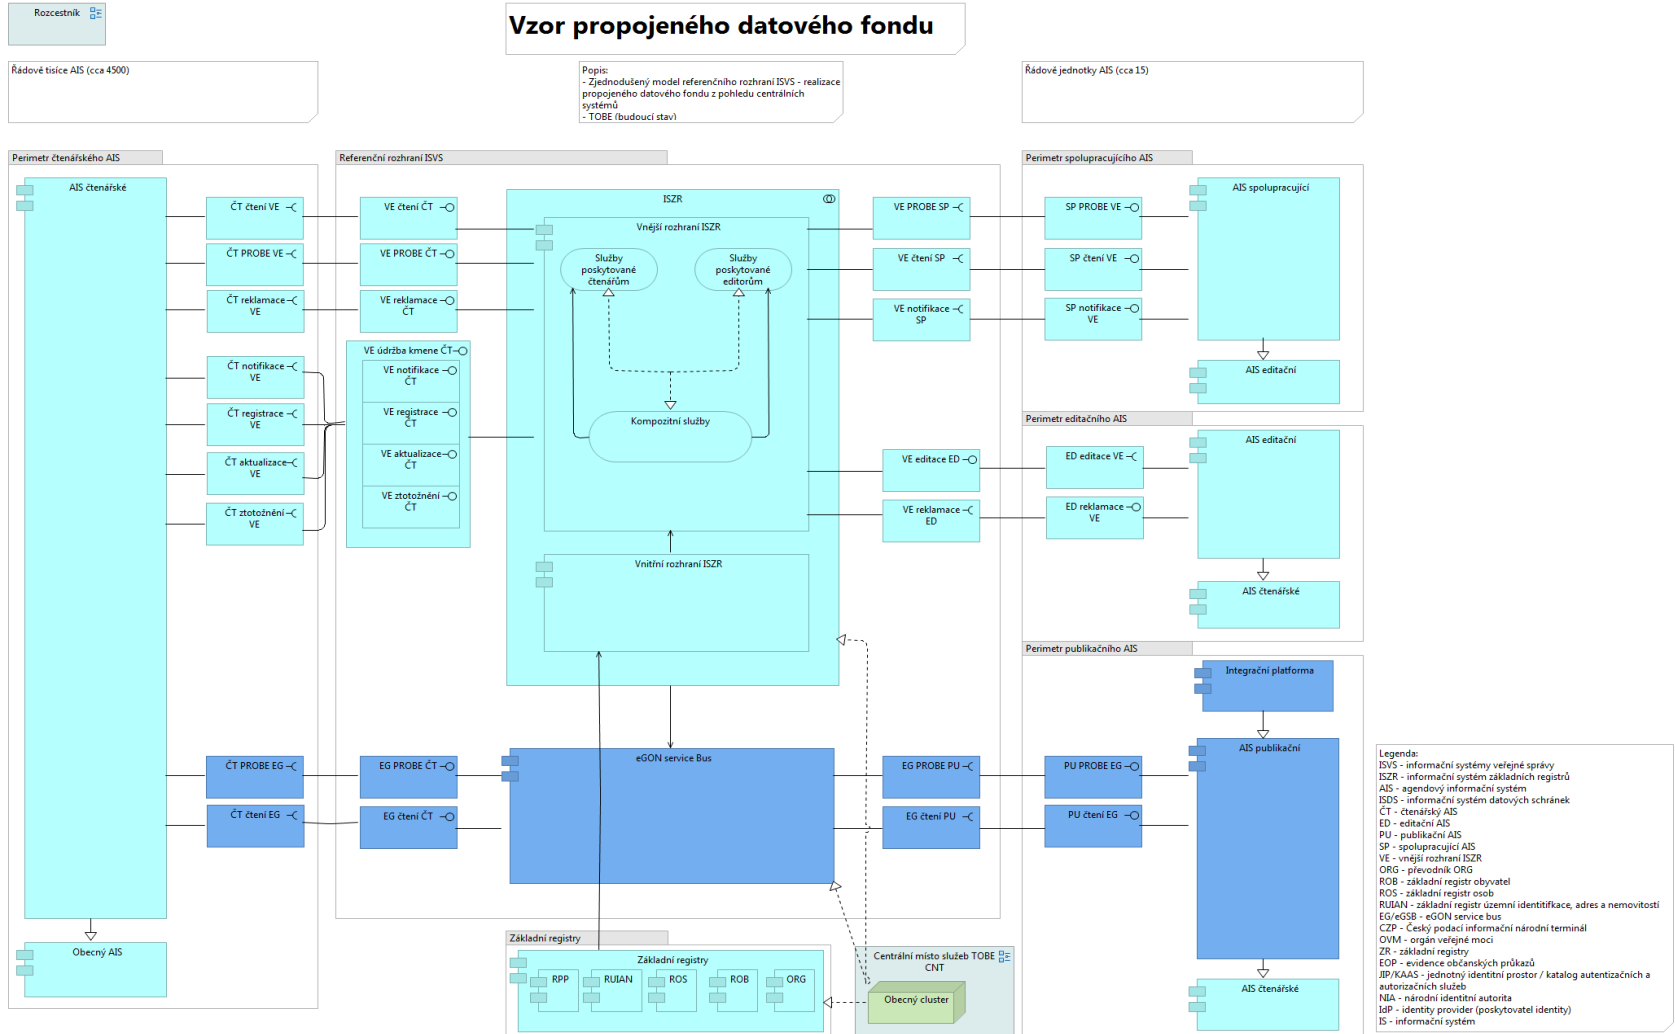 Rozcestník
Vzor propojeného datového fondu
Řádově tisíce AIS (cca 4500)
Popis:
- Zjednodušený model referenčního rozhraní ISVS - realizace
propojeného datového fondu z pohledu centrálních
systémů
- TOBE (budoucí stav)
Řádové jednotky AIS (cca 15)
Perimetr čtenářského AIS
AIS čtenářské
ČT čtení VE
ČT PROBE VE
ČT reklamace
VE
ČT notifikace
VE
ČT registrace
VE
ČT aktualizace
VE
ČT ztotožnění
VE
ČT PROBE EG
ČT čtení EG
Obecný AIS
Referenční rozhraní ISVS
VE čtení ČT
VE PROBE ČT
VE reklamace
ČT
VE údržba kmene ČT
VE notifikace
ČT
VE registrace
ČT
VE aktualizace
ČT
VE ztotožnění
ČT
EG PROBE ČT
EG čtení ČT
ISZR
Vnější rozhraní ISZR
Služby
poskytované
čtenářům
Služby
poskytované
editorům
Kompozitní služby
Vnitřní rozhraní ISZR
eGON service Bus
VE PROBE SP
VE čtení SP
VE notifikace
SP
VE editace ED
VE reklamace
ED
EG PROBE PU
EG čtení PU
Základní registry
Základní registry
RPP
RUIAN
ROS
ROB
ORG
Centrální místo služeb TOBE
CNT
Obecný cluster
Perimetr spolupracujícího AIS
SP PROBE VE
SP čtení VE
SP notifikace
VE
AIS spolupracující
AIS editační
Perimetr editačního AIS
ED editace VE
ED reklamace
VE
AIS editační
AIS čtenářské
Perimetr publikačního AIS
Integrační platforma
AIS publikační
PU PROBE EG
PU čtení EG
AIS čtenářské
Legenda:
ISVS - informační systémy veřejné správy
ISZR - informační systém základních registrů
AIS - agendový informační systém
ISDS - informační systém datových schránek
ČT - čtenářský AIS
ED - editační AIS
PU - publikační AIS
SP - spolupracující AIS
VE - vnější rozhraní ISZR
ORG - převodník ORG
ROB - základní registr obyvatel
ROS - základní registr osob
RUIAN - základní registr územní identitifkace, adres a nemovitostí
EG/eGSB - eGON service bus
CZP - Český podací informační národní terminál
OVM - orgán veřejné moci
ZR - základní registry
EOP - evidence občanských průkazů
JIP/KAAS - jednotný identitní prostor / katalog autentizačních a
autorizačních služeb
NIA - národní identitní autorita
IdP - identity provider (poskytovatel identity)
IS - informační systém